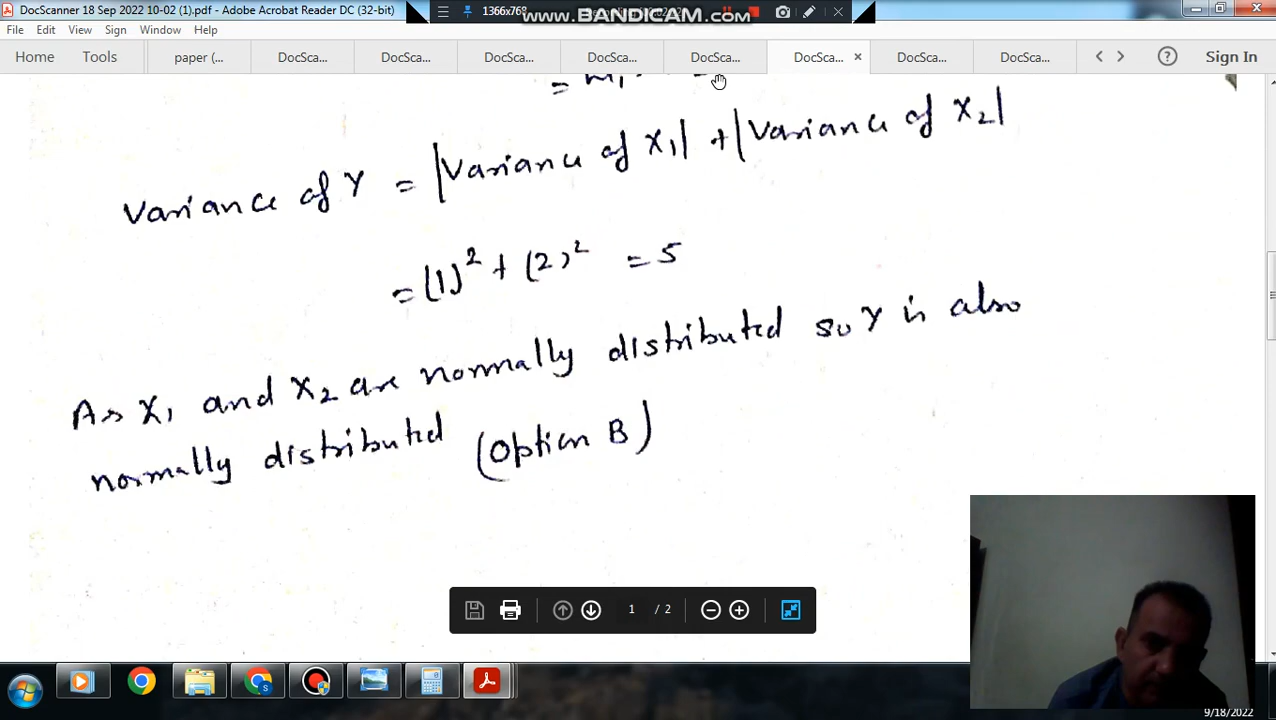 DocScanner 18 Sep 2022 10-02 (1).pdf - Adobe Acrobat Reader DC (32-bit)
1366x768
www.BANDICAM.com
File Edit View Sign Window Help
Home Tools paper (... DocSca... DocSca... DocSca... DocSca... DocSca... DocSca... DocSca... DocSca... Sign In
= m1
Variance of Y = |Variance of X1| + |Variance of X2|
= (1)² + (2)² = 5
As X1 and X2 are normally distributed so Y is also
normally distributed (Option B)
1 / 2
9/18/2022